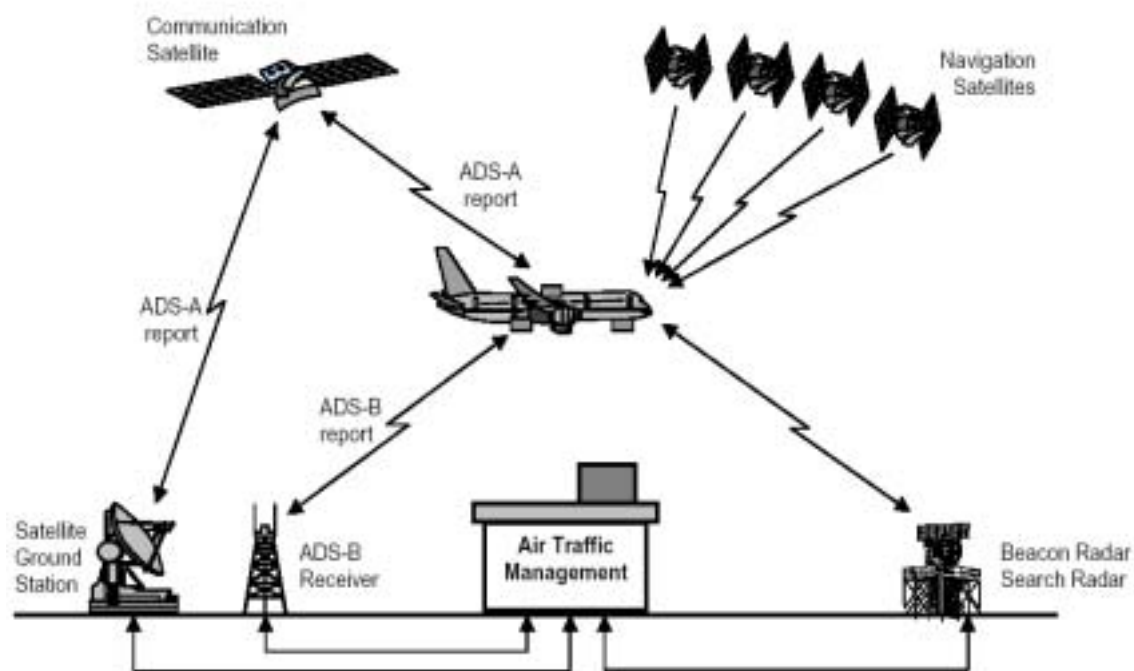 Communication
Satellite
Navigation
Satellites
ADS-A
report
ADS-A
report
ADS-B
report
Satellite
Ground
Station
ADS-B
Receiver
Air Traffic
Management
Beacon Radar
Search Radar